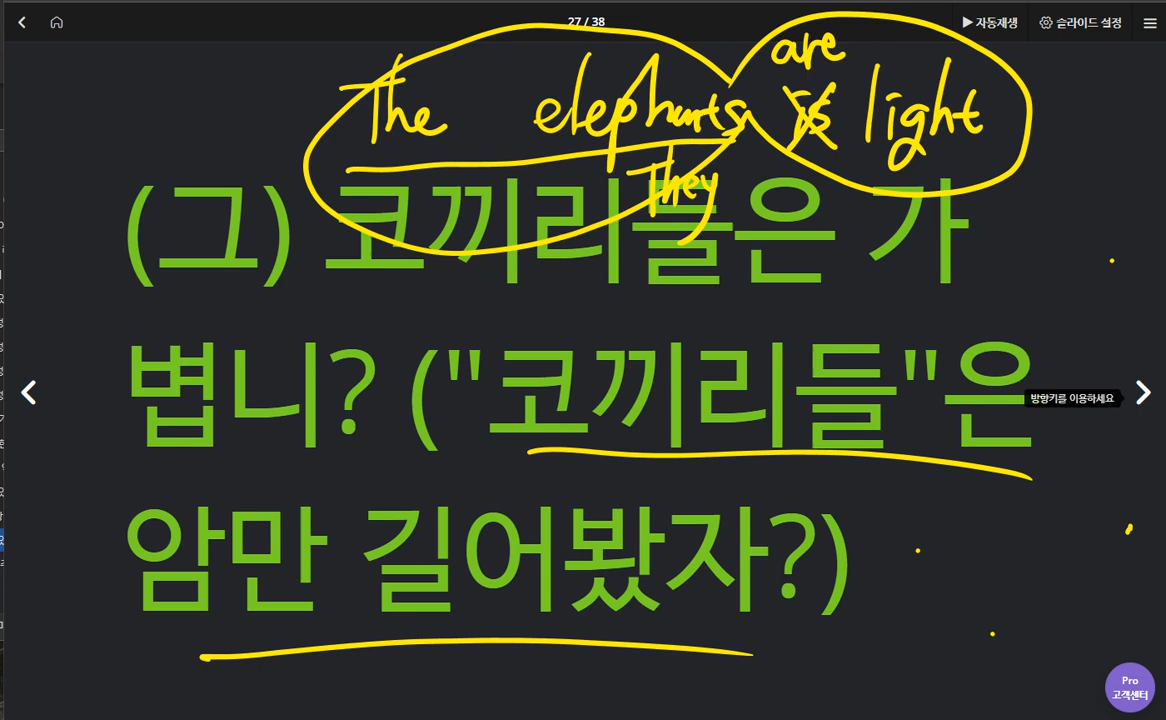 27 / 38
자동재생
슬라이드 설정
are
The elephants is light
they
(그) 코끼리들은 가
볍니? ("코끼리들"은
방향키를 이용하세요
암만 길어봤자?)
Pro
고객센터